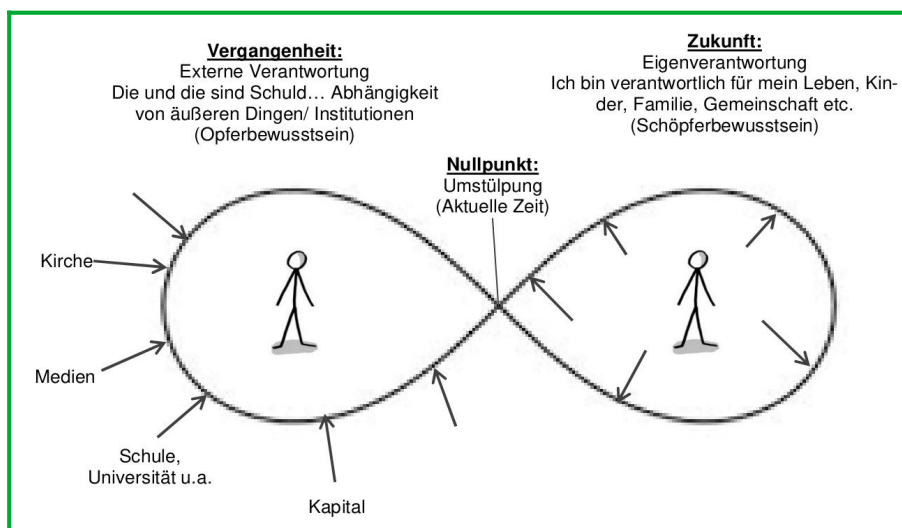 Vergangenheit:
Externe Verantwortung
Die und die sind Schuld… Abhängigkeit
von äußeren Dingen/ Institutionen
(Opferbewusstsein)
Zukunft:
Eigenverantwortung
Ich bin verantwortlich für mein Leben, Kin-
der, Familie, Gemeinschaft etc.
(Schöpferbewusstsein)
Nullpunkt:
Umstülpung
(Aktuelle Zeit)
Kirche
Medien
Schule,
Universität u.a.
Kapital